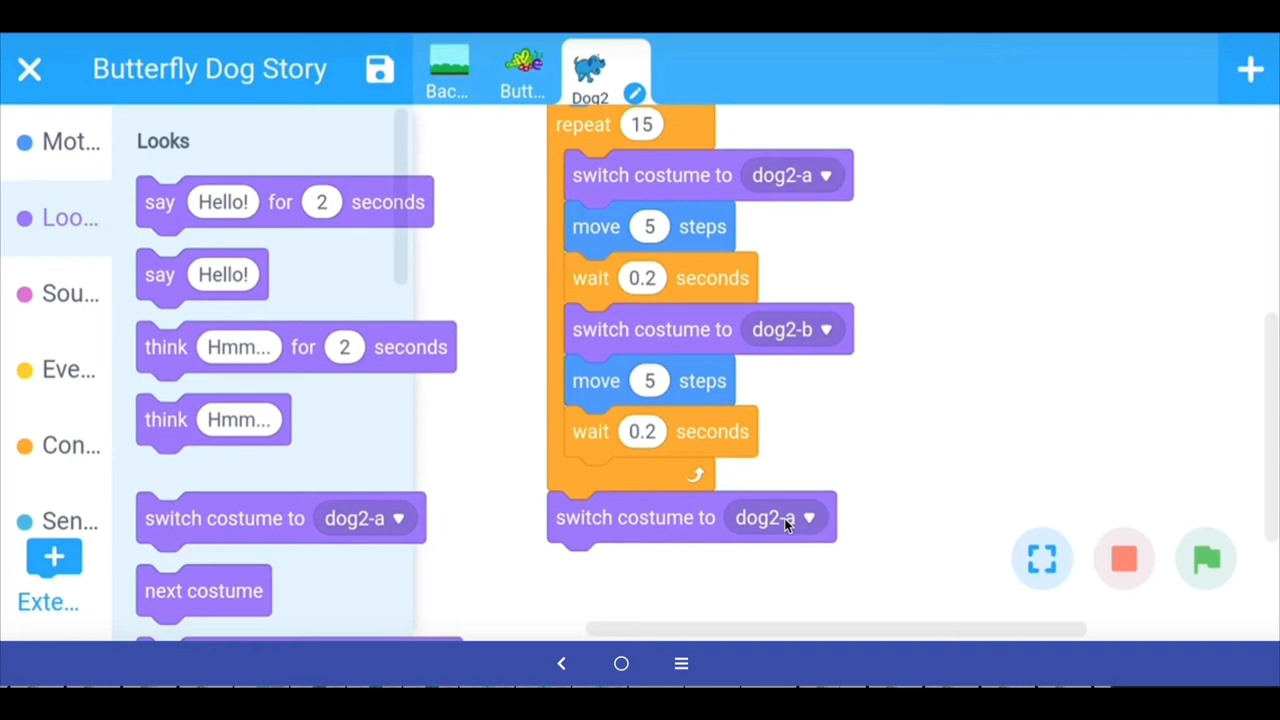 Butterfly Dog Story
Bac...
Butt...
Dog2
Mot...
Loo...
Sou...
Eve...
Con...
Sen...
Exte...
Looks
say Hello! for 2 seconds
say Hello!
think Hmm... for 2 seconds
think Hmm...
switch costume to dog2-a
next costume
repeat 15
switch costume to dog2-a
move 5 steps
wait 0.2 seconds
switch costume to dog2-b
move 5 steps
wait 0.2 seconds
switch costume to dog2-a